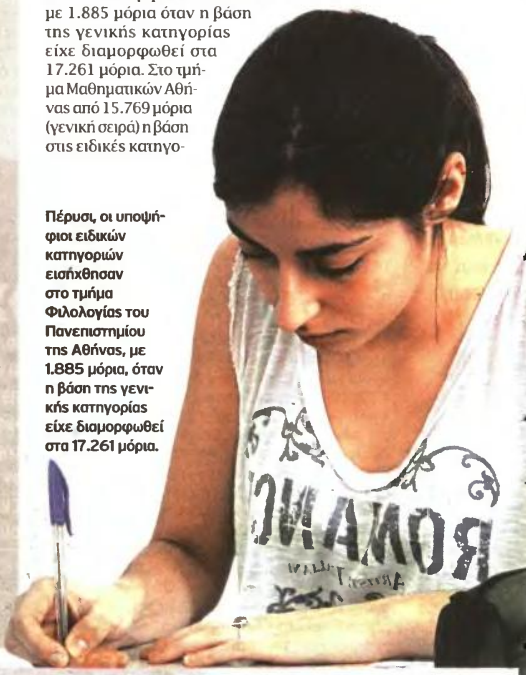 με 1.885 μόρια όταν η βάση
της γενικής κατηγορίας
είχε διαμορφωθεί στα
17.261 μόρια. Στο τμή-
μα Μαθηματικών Αθή-
νας από 15.769 μόρια
(γενική σειρά) η βάση
στις ειδικές κατηγο-
Πέρυσι, οι υποψή-
φιοι ειδικών
κατηγοριών
εισήχθησαν
στο τμήμα
Φιλολογίας του
Πανεπιστημίου
της Αθήνας, με
1.885 μόρια, όταν
η βάση της γενι-
κής κατηγορίας
είχε διαμορφωθεί
στα 17.261 μόρια.
ROMANC